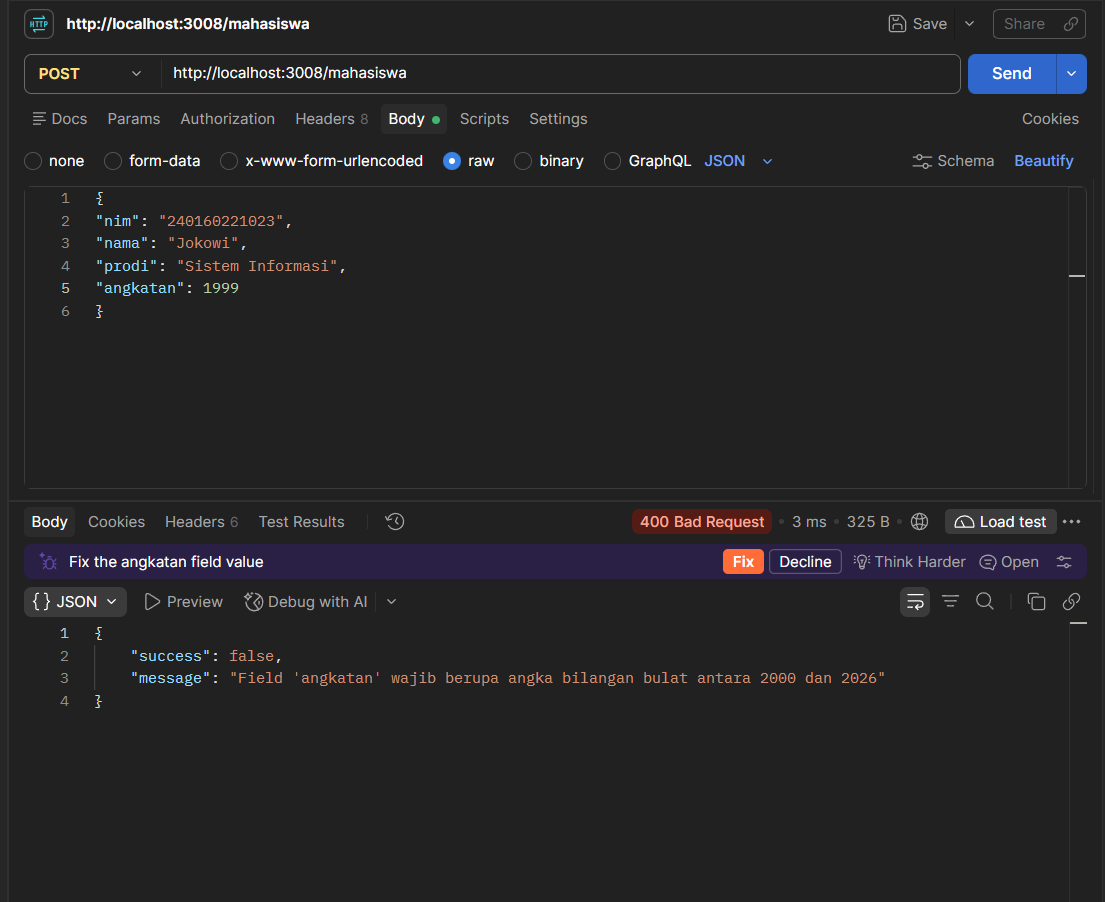 HTTP http://localhost:3008/mahasiswa Save Share
POST http://localhost:3008/mahasiswa Send
Docs Params Authorization Headers 8 Body Scripts Settings Cookies
none form-data x-www-form-urlencoded raw binary GraphQL JSON Schema Beautify
1 {
2 "nim": "240160221023",
3 "nama": "Jokowi",
4 "prodi": "Sistem Informasi",
5 "angkatan": 1999
6 }
Body Cookies Headers 6 Test Results 400 Bad Request 3 ms 325 B Load test
Fix the angkatan field value Fix Decline Think Harder Open
{} JSON Preview Debug with AI
1 {
2 "success": false,
3 "message": "Field 'angkatan' wajib berupa angka bilangan bulat antara 2000 dan 2026"
4 }